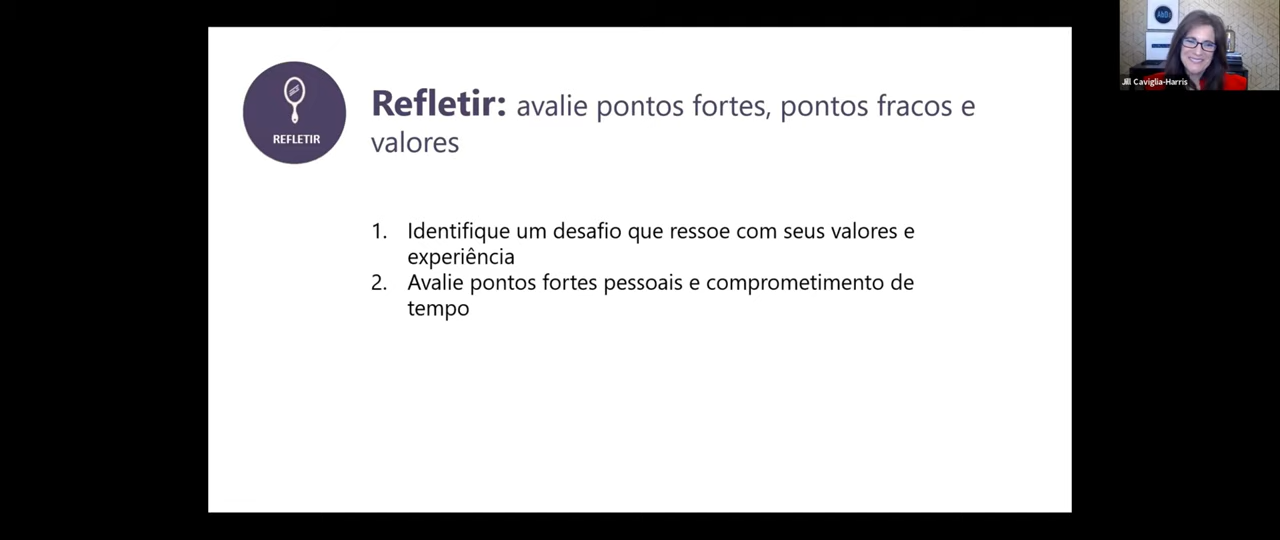 REFLETIR
Refletir: avalie pontos fortes, pontos fracos e
valores
1. Identifique um desafio que ressoe com seus valores e
experiência
2. Avalie pontos fortes pessoais e comprometimento de
tempo
Jill Caviglia-Harris